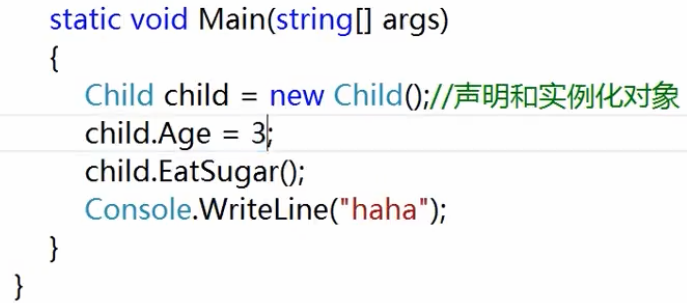 static void Main(string[] args)
{
Child child = new Child();//声明和实例化对象
child.Age = 3;
child.EatSugar();
Console.WriteLine("haha");
}
}